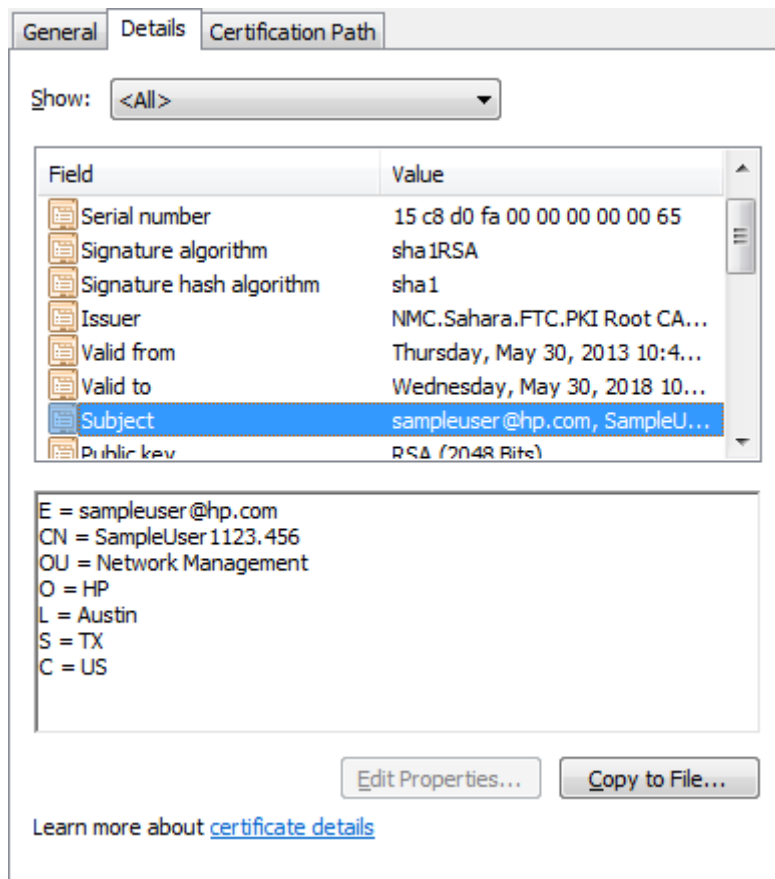 General Details Certification Path
Show: <All>
Field Value
Serial number 15 c8 d0 fa 00 00 00 00 00 65
Signature algorithm sha1RSA
Signature hash algorithm sha1
Issuer NMC.Sahara.FTC.PKI Root CA...
Valid from Thursday, May 30, 2013 10:4...
Valid to Wednesday, May 30, 2018 10...
Subject sampleuser@hp.com, SampleU...
Public key RSA (2048 Bits)
E = sampleuser@hp.com
CN = SampleUser1123.456
OU = Network Management
O = HP
L = Austin
S = TX
C = US
Edit Properties... Copy to File...
Learn more about certificate details